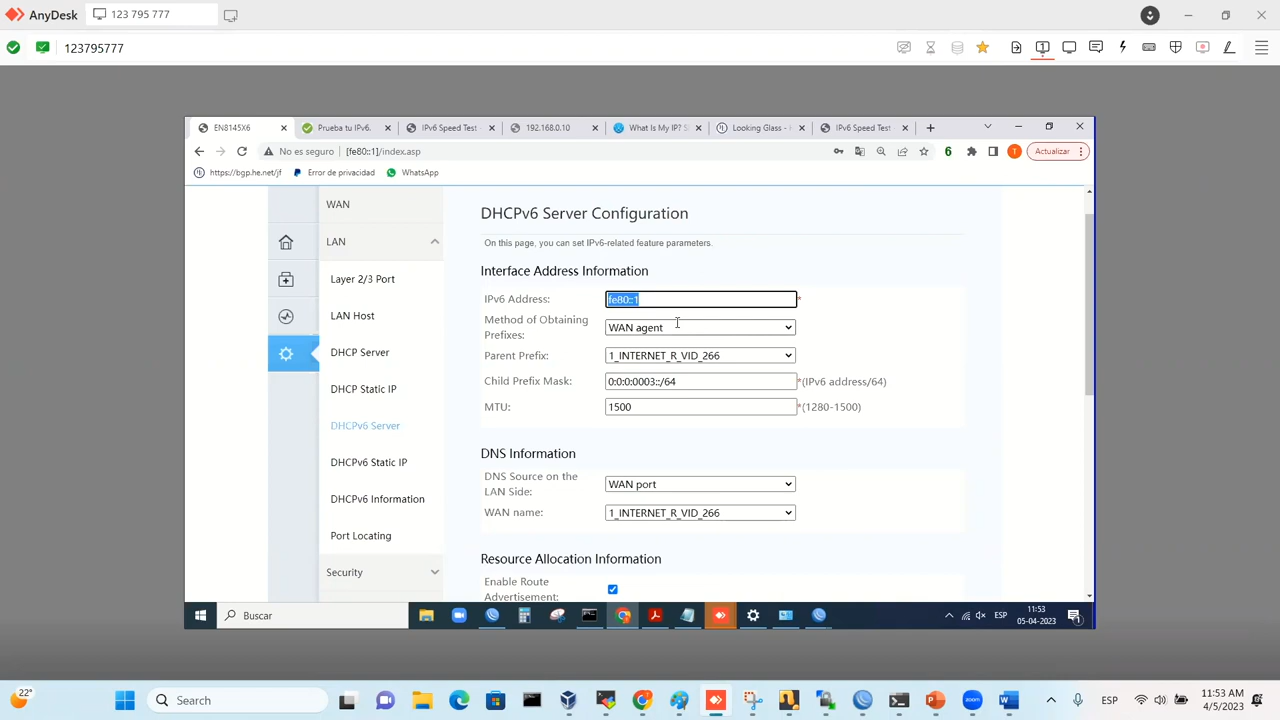 AnyDesk
123 795 777
123795777
EN8145X6
Prueba tu IPv6.
IPv6 Speed Test -
192.168.0.10
What Is My IP?
Looking Glass -
IPv6 Speed Test
No es seguro
[fe80::1]/index.asp
6
T
Actualizar
https://bgp.he.net/jf
Error de privacidad
WhatsApp
WAN
LAN
Layer 2/3 Port
LAN Host
DHCP Server
DHCP Static IP
DHCPv6 Server
DHCPv6 Static IP
DHCPv6 Information
Port Locating
Security
DHCPv6 Server Configuration
On this page, you can set IPv6-related feature parameters.
Interface Address Information
IPv6 Address: fe80::1 *
Method of Obtaining
Prefixes: WAN agent
Parent Prefix: 1_INTERNET_R_VID_266
Child Prefix Mask: 0:0:0:0003::/64 *(IPv6 address/64)
MTU: 1500 *(1280-1500)
DNS Information
DNS Source on the
LAN Side: WAN port
WAN name: 1_INTERNET_R_VID_266
Resource Allocation Information
Enable Route
Advertisement:
Buscar
ESP
11:53
05-04-2023
22°
Search
ESP
11:53 AM
4/5/2023